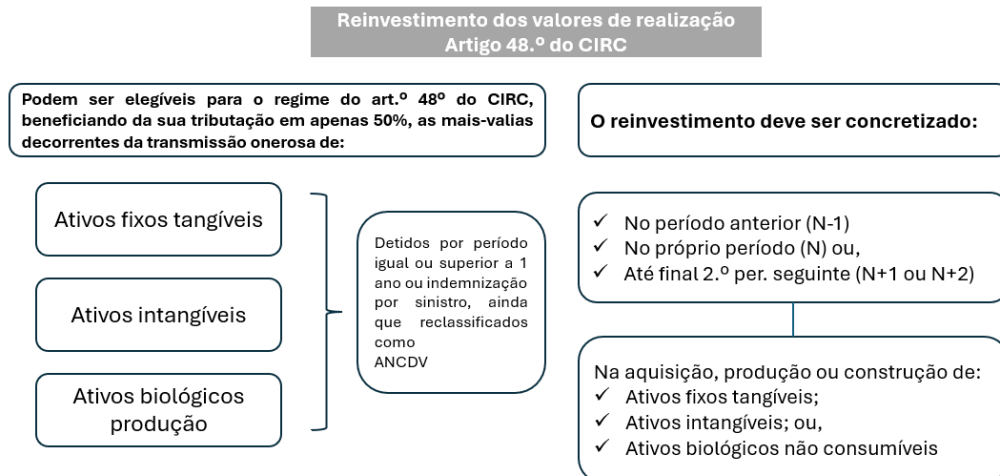 Reinvestimento dos valores de realização
Artigo 48.º do CIRC
Podem ser elegíveis para o regime do art.º 48º do CIRC,
beneficiando da sua tributação em apenas 50%, as mais-valias
decorrentes da transmissão onerosa de:
Ativos fixos tangíveis
Ativos intangíveis
Ativos biológicos
produção
Detidos por período
igual ou superior a 1
ano ou indemnização
por sinistro, ainda
que reclassificados
como
ANCDV
O reinvestimento deve ser concretizado:
✓ No período anterior (N-1)
✓ No próprio período (N) ou,
✓ Até final 2.º per. seguinte (N+1 ou N+2)
Na aquisição, produção ou construção de:
✓ Ativos fixos tangíveis;
✓ Ativos intangíveis; ou,
✓ Ativos biológicos não consumíveis